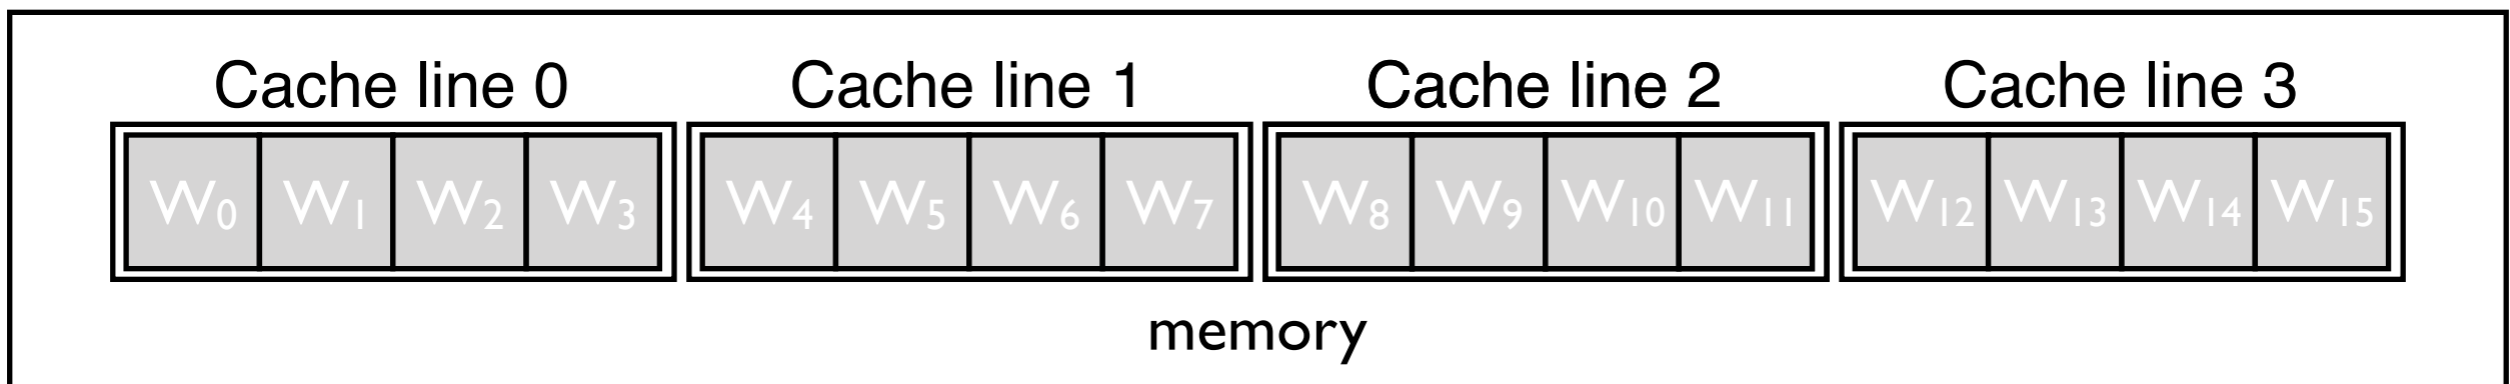 Cache line 0 Cache line 1 Cache line 2 Cache line 3
W0 W1 W2 W3 W4 W5 W6 W7 W8 W9 W10 W11 W12 W13 W14 W15
memory